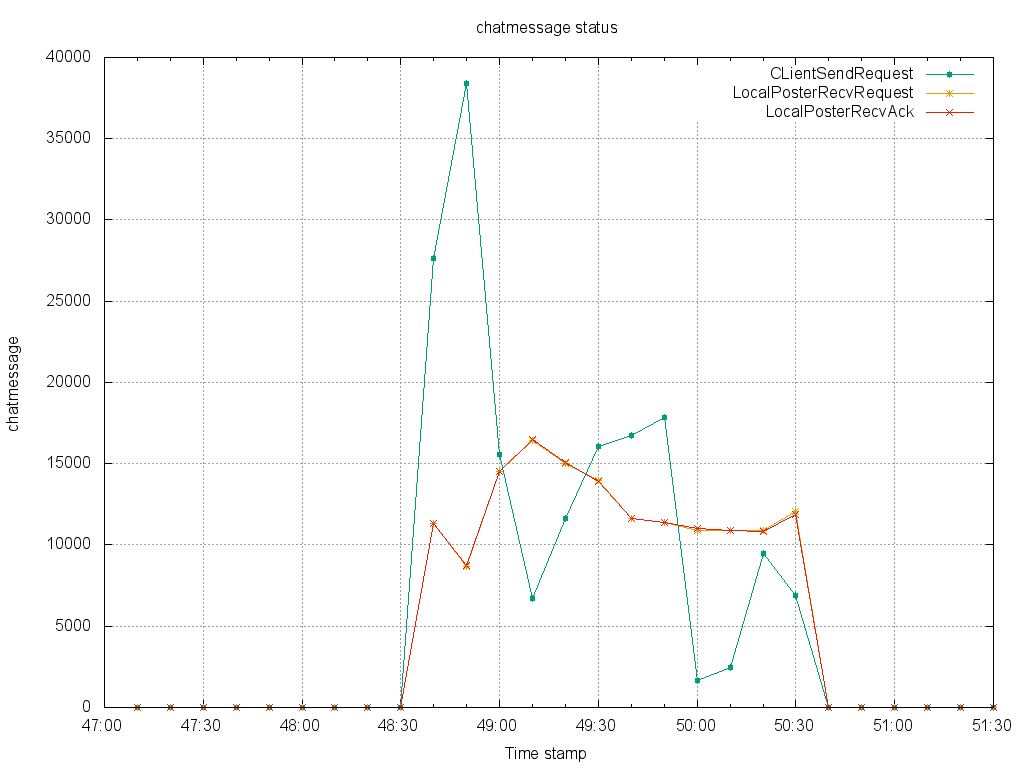 chatmessage status
CLientSendRequest
LocalPosterRecvRequest
LocalPosterRecvAck
40000
35000
30000
25000
20000
15000
10000
5000
0
chatmessage
47:00 47:30 48:00 48:30 49:00 49:30 50:00 50:30 51:00 51:30
Time stamp